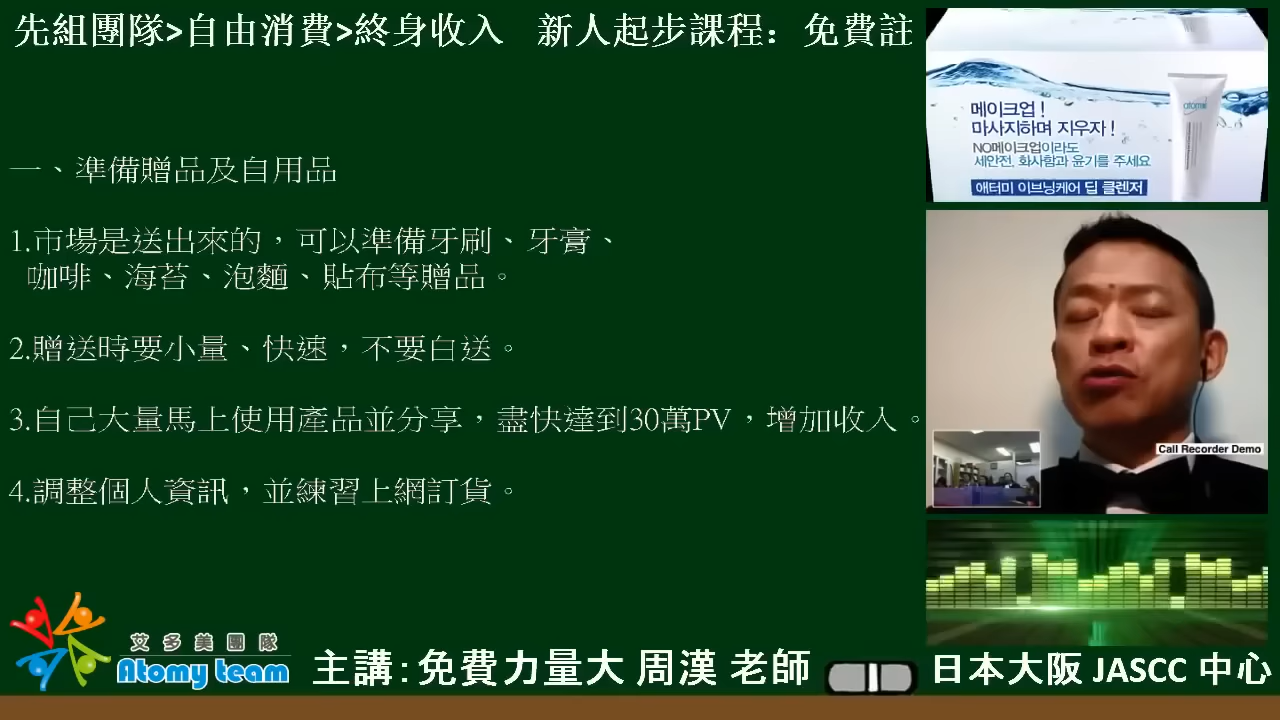 先組團隊>自由消費>終身收入 新人起步課程：免費註
一、準備贈品及自用品
1.市場是送出來的，可以準備牙刷、牙膏、
咖啡、海苔、泡麵、貼布等贈品。
2.贈送時要小量、快速，不要白送。
3.自己大量馬上使用產品並分享，盡快達到30萬PV，增加收入。
4.調整個人資訊，並練習上網訂貨。
메이크업 !
마사지하며 지우자 !
NO메이크업이라도
세안전, 화사함과 윤기를 주세요
애터미 이브닝케어 딥 클렌저
atomi
Call Recorder Demo
艾多美團隊
Atomy team
主講:免費力量大 周漢 老師
日本大阪 JASCC 中心